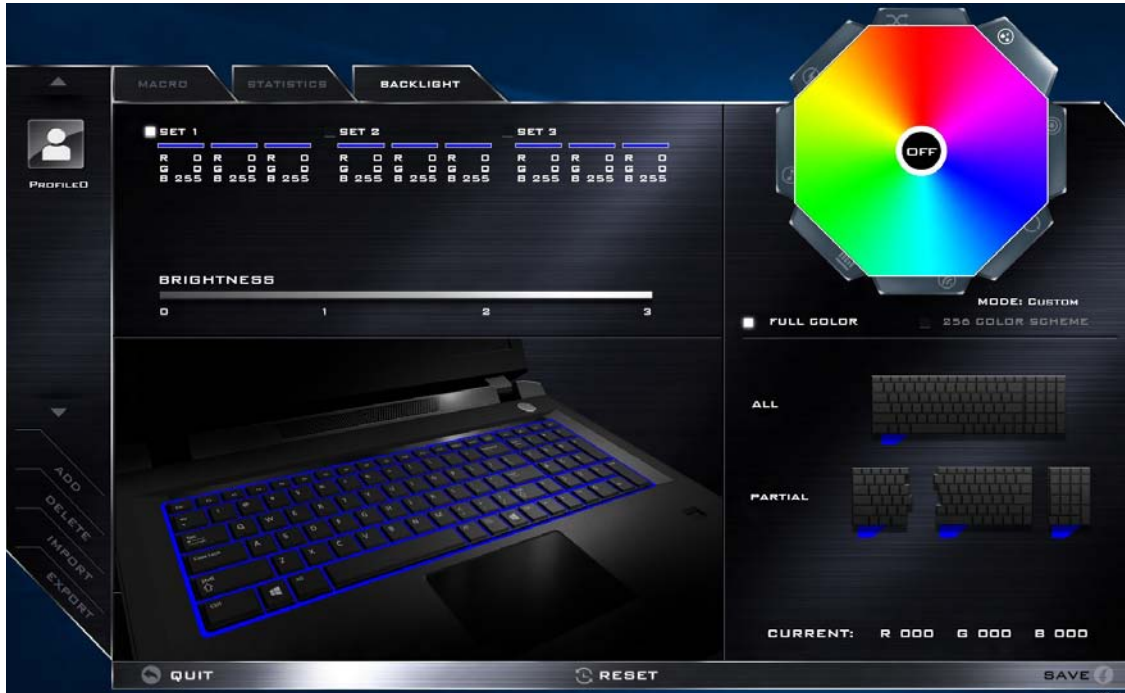 MACRO
STATISTICS
BACKLIGHT
PROFILE0
SET 1
SET 2
SET 3
R 0 R 0 R 0 R 0 R 0 R 0 R 0 R 0 R 0
G 0 G 0 G 0 G 0 G 0 G 0 G 0 G 0 G 0
B 255 B 255 B 255 B 255 B 255 B 255 B 255 B 255 B 255
BRIGHTNESS
0 1 2 3
OFF
MODE: CUSTOM
FULL COLOR
256 COLOR SCHEME
ALL
PARTIAL
ADD
DELETE
IMPORT
EXPORT
CURRENT: R 000 G 000 B 000
QUIT
RESET
SAVE